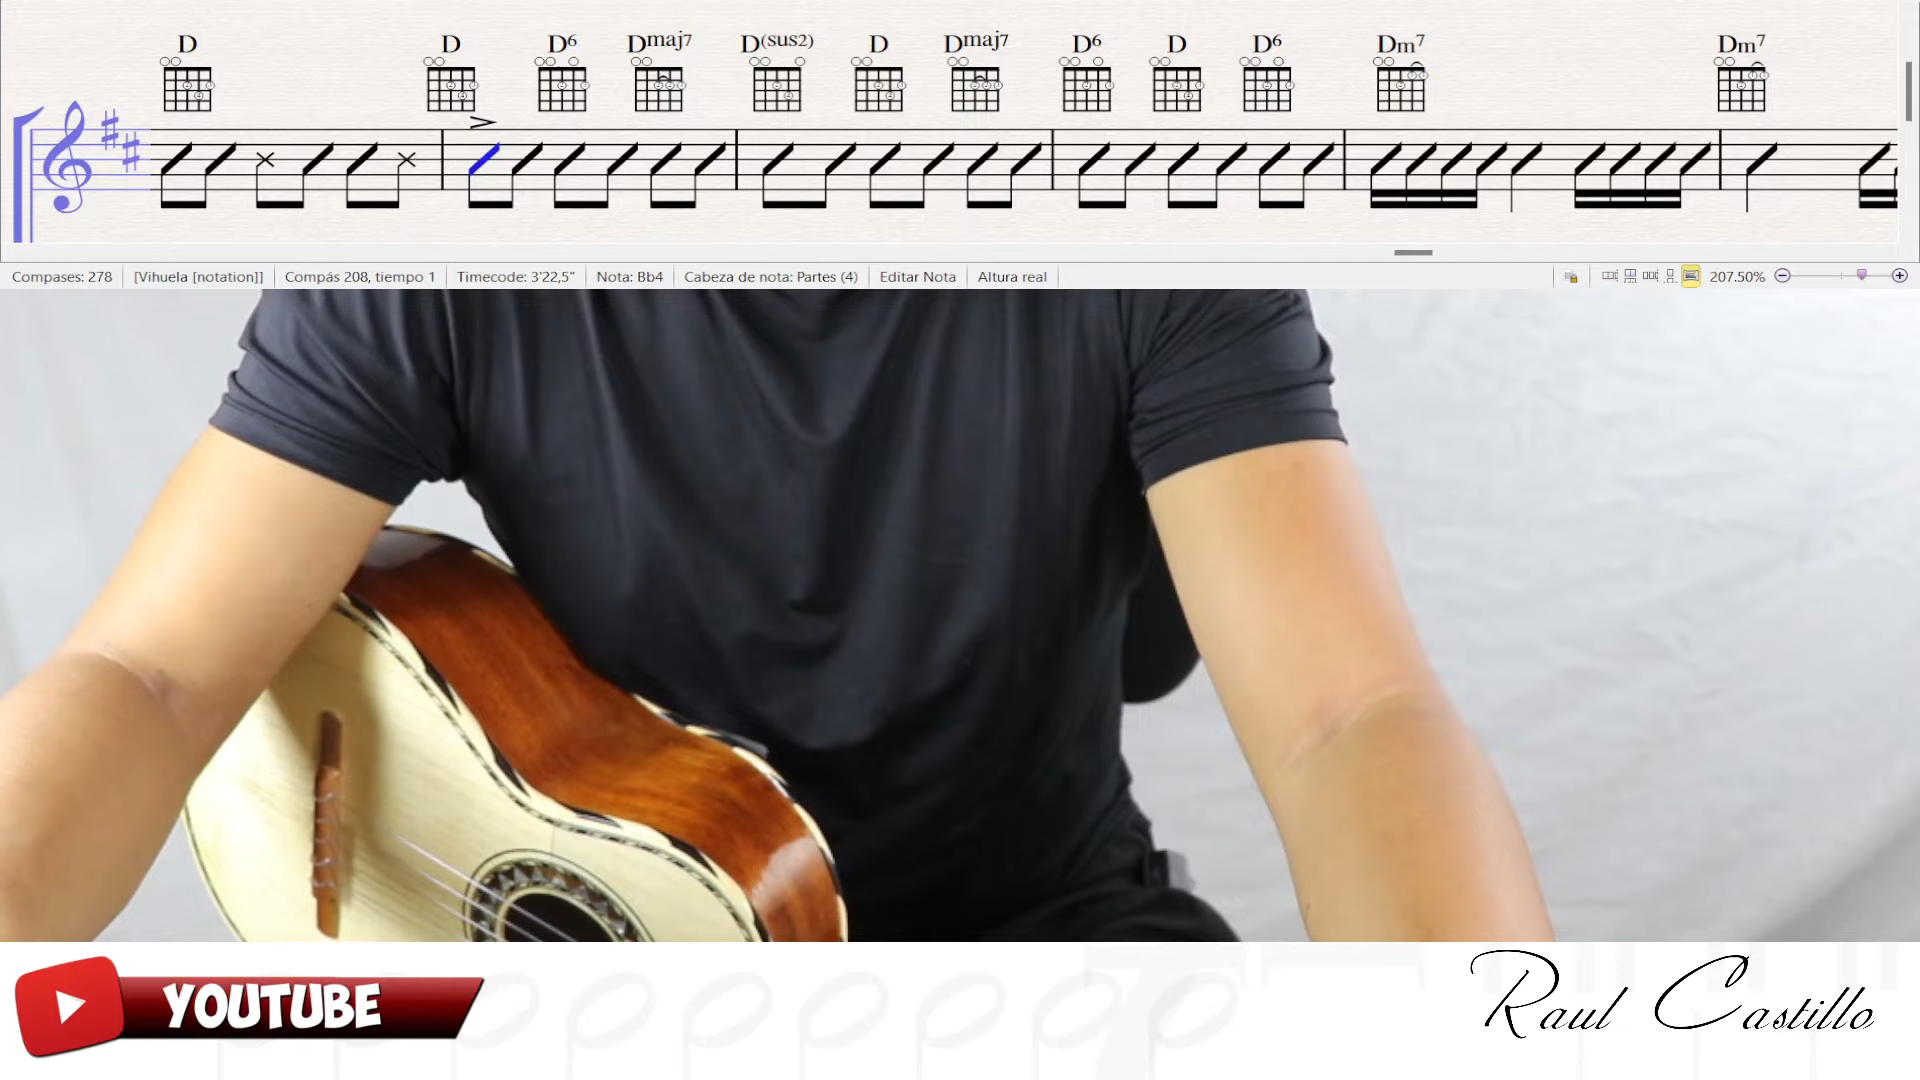 D D D6 Dmaj7 D(sus2) D Dmaj7 D6 D D6 Dm7 Dm7
Compases: 278 [Vihuela [notation]] Compás 208, tiempo 1 Timecode: 3'22,5" Nota: Bb4 Cabeza de nota: Partes (4) Editar Nota Altura real 207.50%
YOUTUBE
Raul Castillo